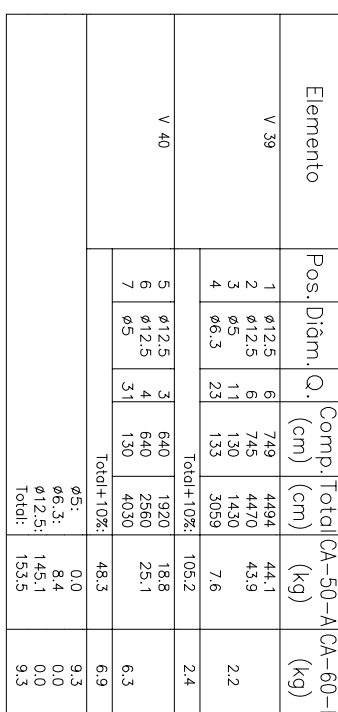 Elemento Pos. Diâm. Q. Comp. Total CA-50-A CA-60-
(cm) (cm) (kg) (kg)
V 39
1 ø12.5 6 749 4494 44.1
2 ø12.5 6 745 4470 43.9
3 ø5 11 130 1430 2.2
4 ø6.3 23 133 3059 7.6
Total+10%: 105.2 2.4
V 40
5 ø12.5 3 640 1920 18.8
6 ø12.5 4 640 2560 25.1
7 ø5 31 130 4030 6.3
Total+10%: 48.3 6.9
ø5: 0.0 9.3
ø6.3: 8.4 0.0
ø12.5: 145.1 0.0
Total: 153.5 9.3